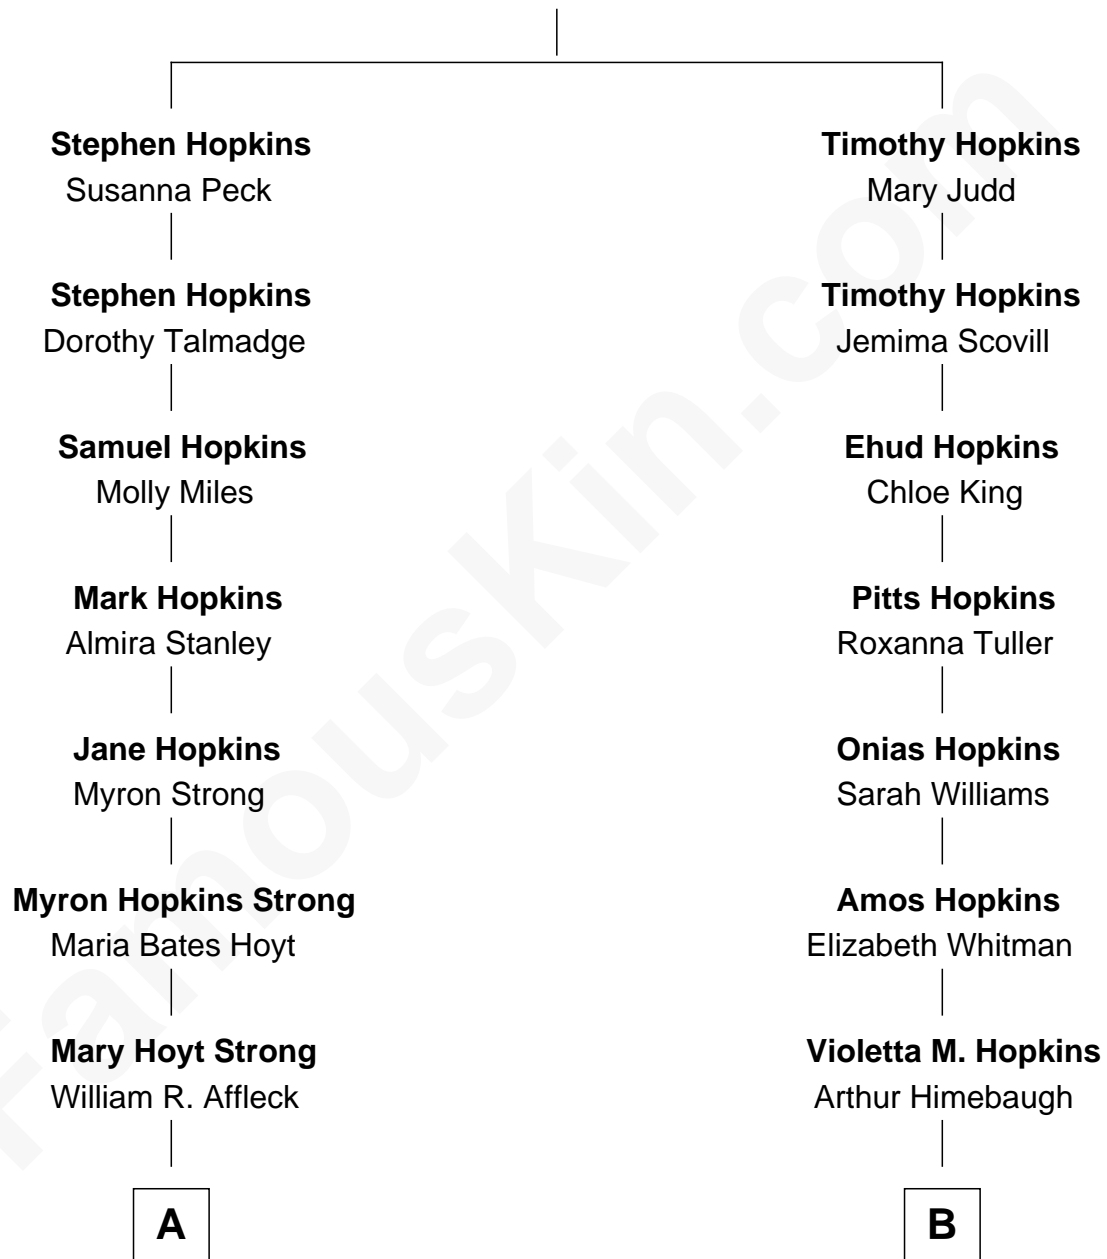 Stephen Hopkins
Susanna Peck
Stephen Hopkins
Dorothy Talmadge
Samuel Hopkins
Molly Miles
Mark Hopkins
Almira Stanley
Jane Hopkins
Myron Strong
Myron Hopkins Strong
Maria Bates Hoyt
Mary Hoyt Strong
William R. Affleck
A
Timothy Hopkins
Mary Judd
Timothy Hopkins
Jemima Scovill
Ehud Hopkins
Chloe King
Pitts Hopkins
Roxanna Tuller
Onias Hopkins
Sarah Williams
Amos Hopkins
Elizabeth Whitman
Violetta M. Hopkins
Arthur Himebaugh
B
FamousKin.com